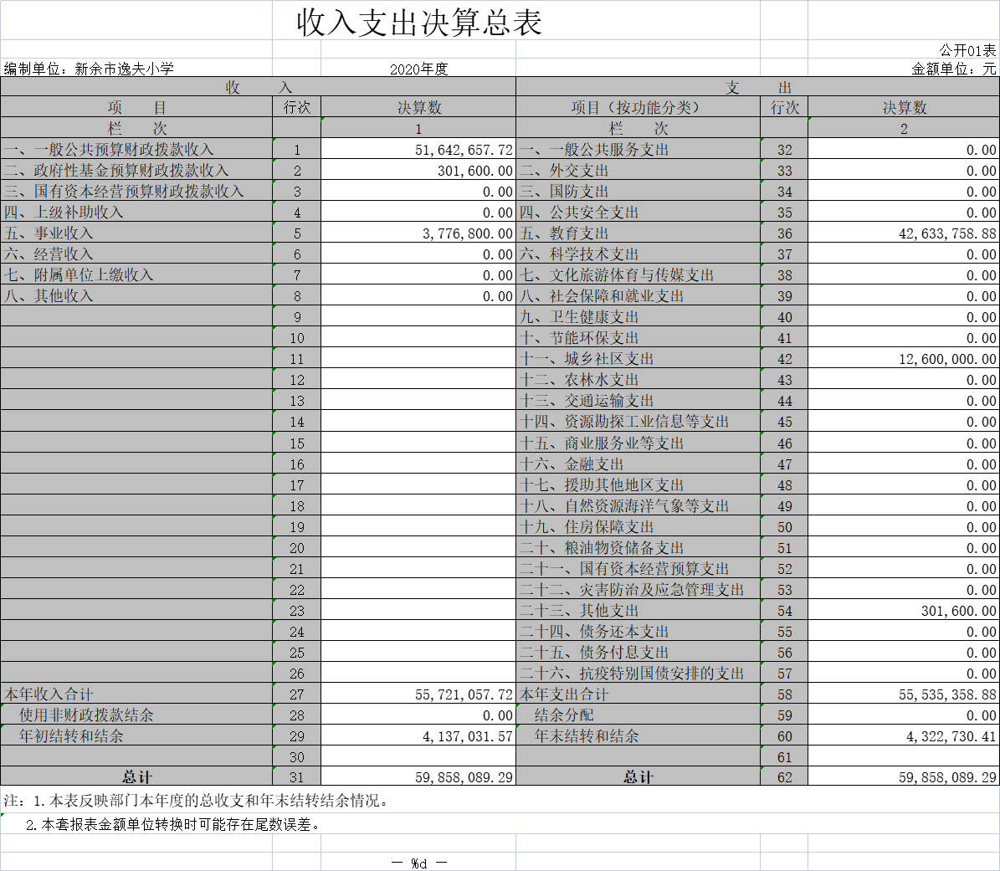 收入支出决算总表
公开01表
编制单位：新余市逸夫小学 2020年度 金额单位：元
收 入 支 出
项 目 行次 决算数 项目（按功能分类） 行次 决算数
栏 次 1 栏 次 2
一、一般公共预算财政拨款收入 1 51,642,657.72 一、一般公共服务支出 32 0.00
二、政府性基金预算财政拨款收入 2 301,600.00 二、外交支出 33 0.00
三、国有资本经营预算财政拨款收入 3 0.00 三、国防支出 34 0.00
四、上级补助收入 4 0.00 四、公共安全支出 35 0.00
五、事业收入 5 3,776,800.00 五、教育支出 36 42,633,758.88
六、经营收入 6 0.00 六、科学技术支出 37 0.00
七、附属单位上缴收入 7 0.00 七、文化旅游体育与传媒支出 38 0.00
八、其他收入 8 0.00 八、社会保障和就业支出 39 0.00
9 九、卫生健康支出 40 0.00
10 十、节能环保支出 41 0.00
11 十一、城乡社区支出 42 12,600,000.00
12 十二、农林水支出 43 0.00
13 十三、交通运输支出 44 0.00
14 十四、资源勘探工业信息等支出 45 0.00
15 十五、商业服务业等支出 46 0.00
16 十六、金融支出 47 0.00
17 十七、援助其他地区支出 48 0.00
18 十八、自然资源海洋气象等支出 49 0.00
19 十九、住房保障支出 50 0.00
20 二十、粮油物资储备支出 51 0.00
21 二十一、国有资本经营预算支出 52 0.00
22 二十二、灾害防治及应急管理支出 53 0.00
23 二十三、其他支出 54 301,600.00
24 二十四、债务还本支出 55 0.00
25 二十五、债务付息支出 56 0.00
26 二十六、抗疫特别国债安排的支出 57 0.00
本年收入合计 27 55,721,057.72 本年支出合计 58 55,535,358.88
使用非财政拨款结余 28 0.00 结余分配 59 0.00
年初结转和结余 29 4,137,031.57 年末结转和结余 60 4,322,730.41
30 61
总计 31 59,858,089.29 总计 62 59,858,089.29
注：1.本表反映部门本年度的总收支和年末结转结余情况。
2.本套报表金额单位转换时可能存在尾数误差。
— %d —